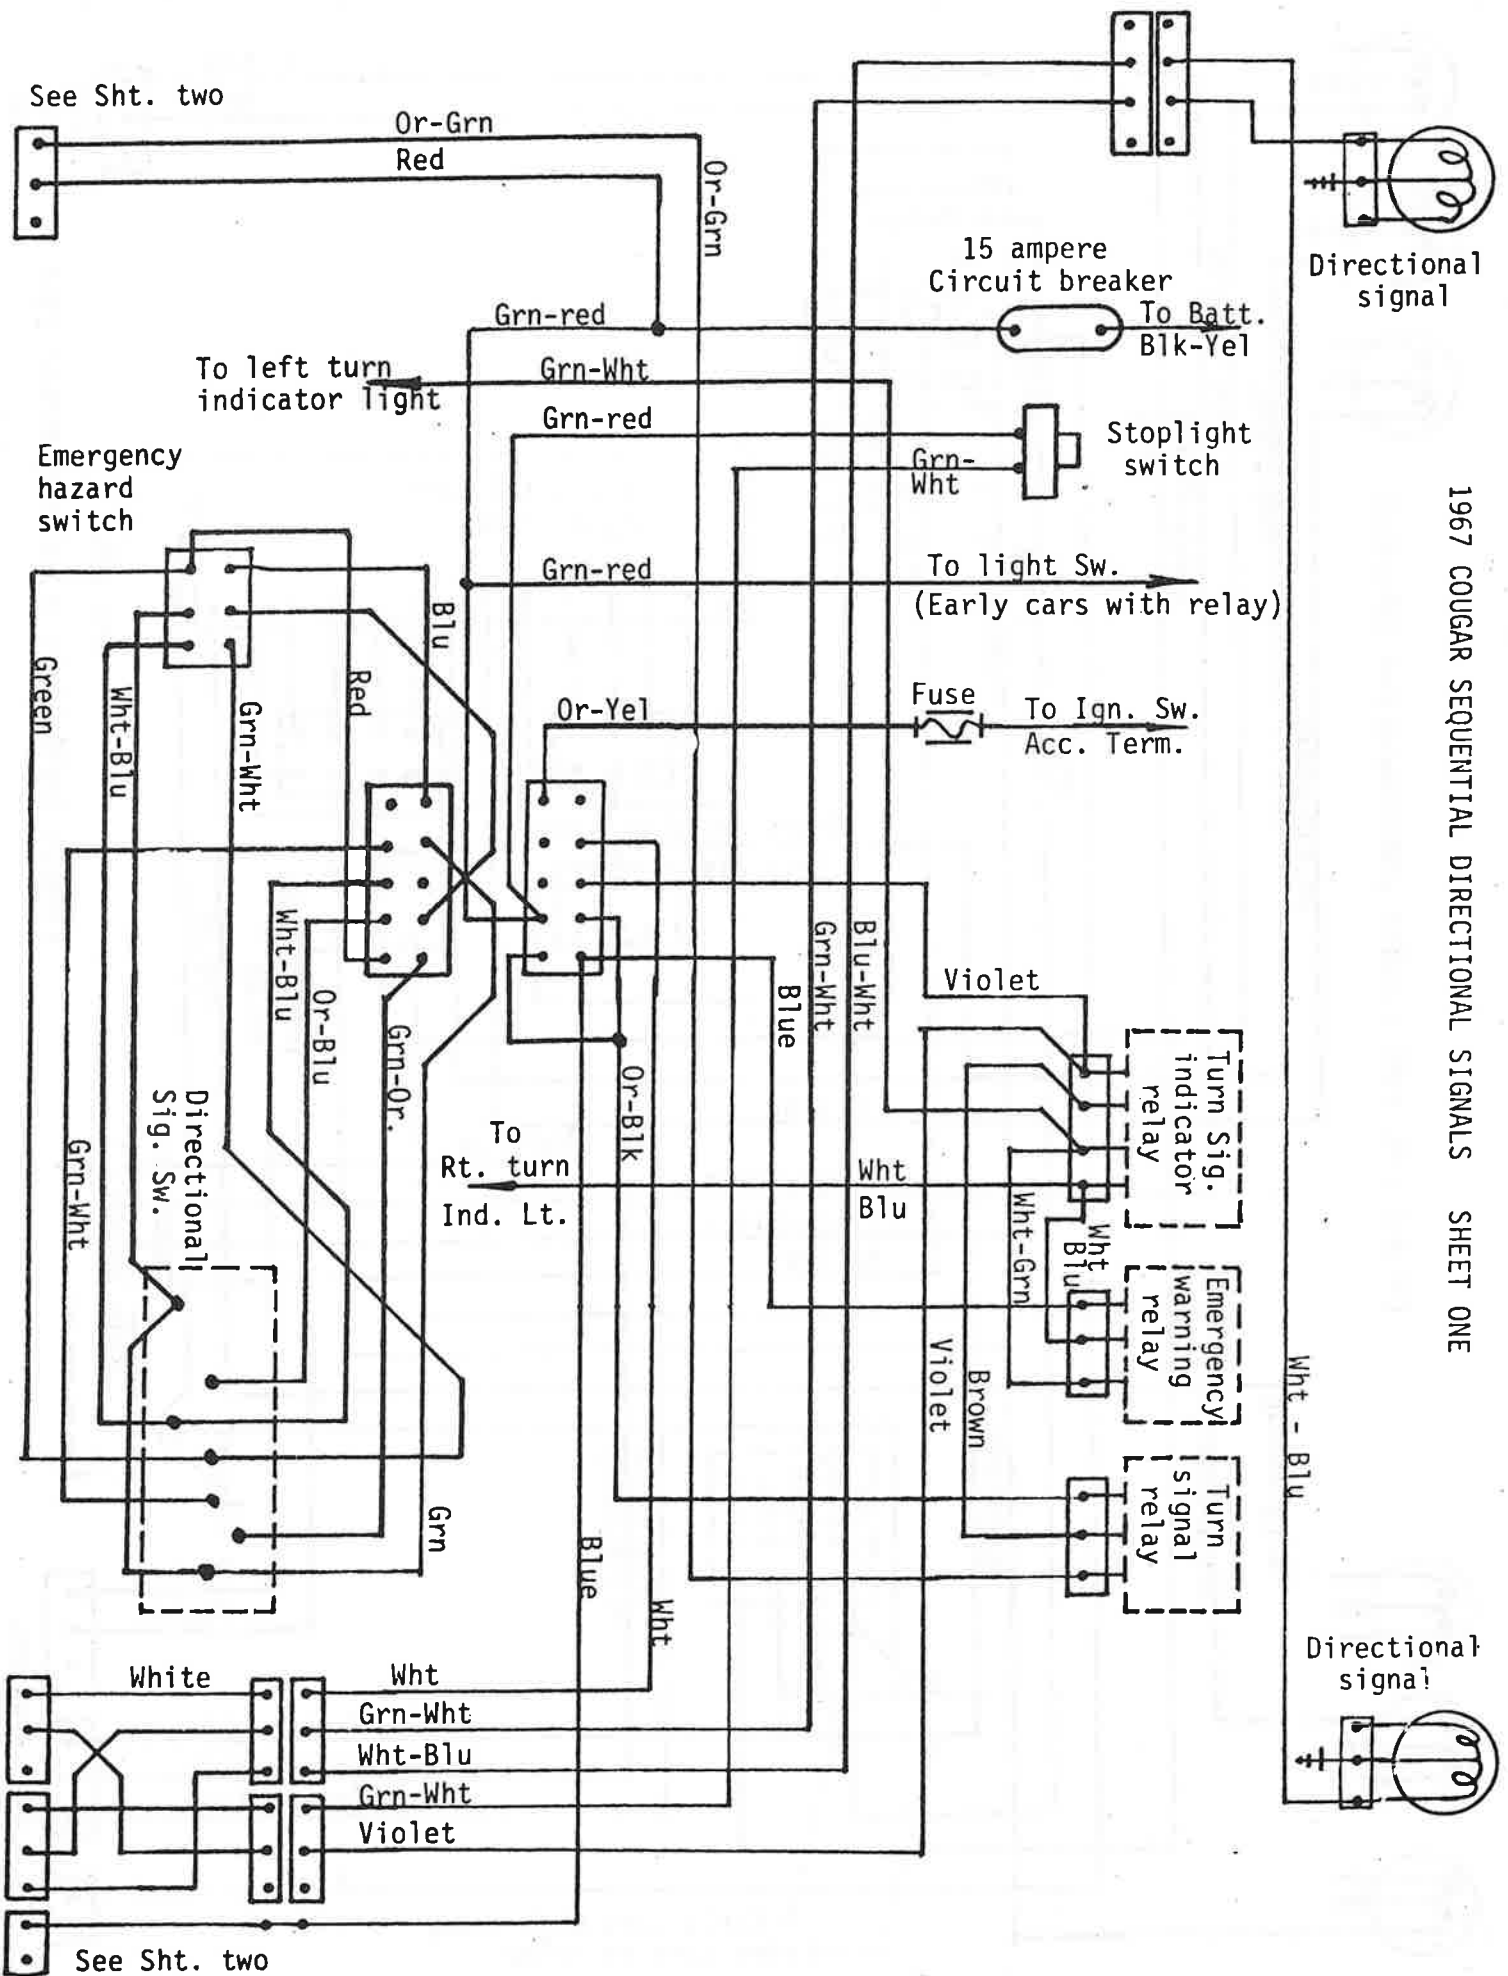 See Sht. two
Or-Grn
Red
Or-Grn
15 ampere
Circuit breaker
To Batt.
Blk-Yel
Directional
signal
Grn-red
To left turn
indicator light
Grn-Wht
Grn-red
Stoplight
switch
Grn-
Wht
Emergency
hazard
switch
Grn-red
To light Sw.
(Early cars with relay)
Blu
Green
Wht-Blu
Grn-Wht
Red
Or-Yel
Fuse
To Ign. Sw.
Acc. Term.
1967 COUGAR SEQUENTIAL DIRECTIONAL SIGNALS SHEET ONE
Wht-Blu
Or-Blu
Grn-Or.
Blue
Grn-Wht
Blu-Wht
Violet
Turn Sig.
indicator
relay
Or-Blk
To
Rt. turn
Ind. Lt.
Wht
Blu
Directional
Sig. Sw.
Grn-Wht
Wht-Grn
Wht
Blu
Emergency
warning
relay
Violet
Brown
Wht - Blu
Turn
signal
relay
Grn
Blue
Wht
Directional
signal
White
Wht
Grn-Wht
Wht-Blu
Grn-Wht
Violet
See Sht. two